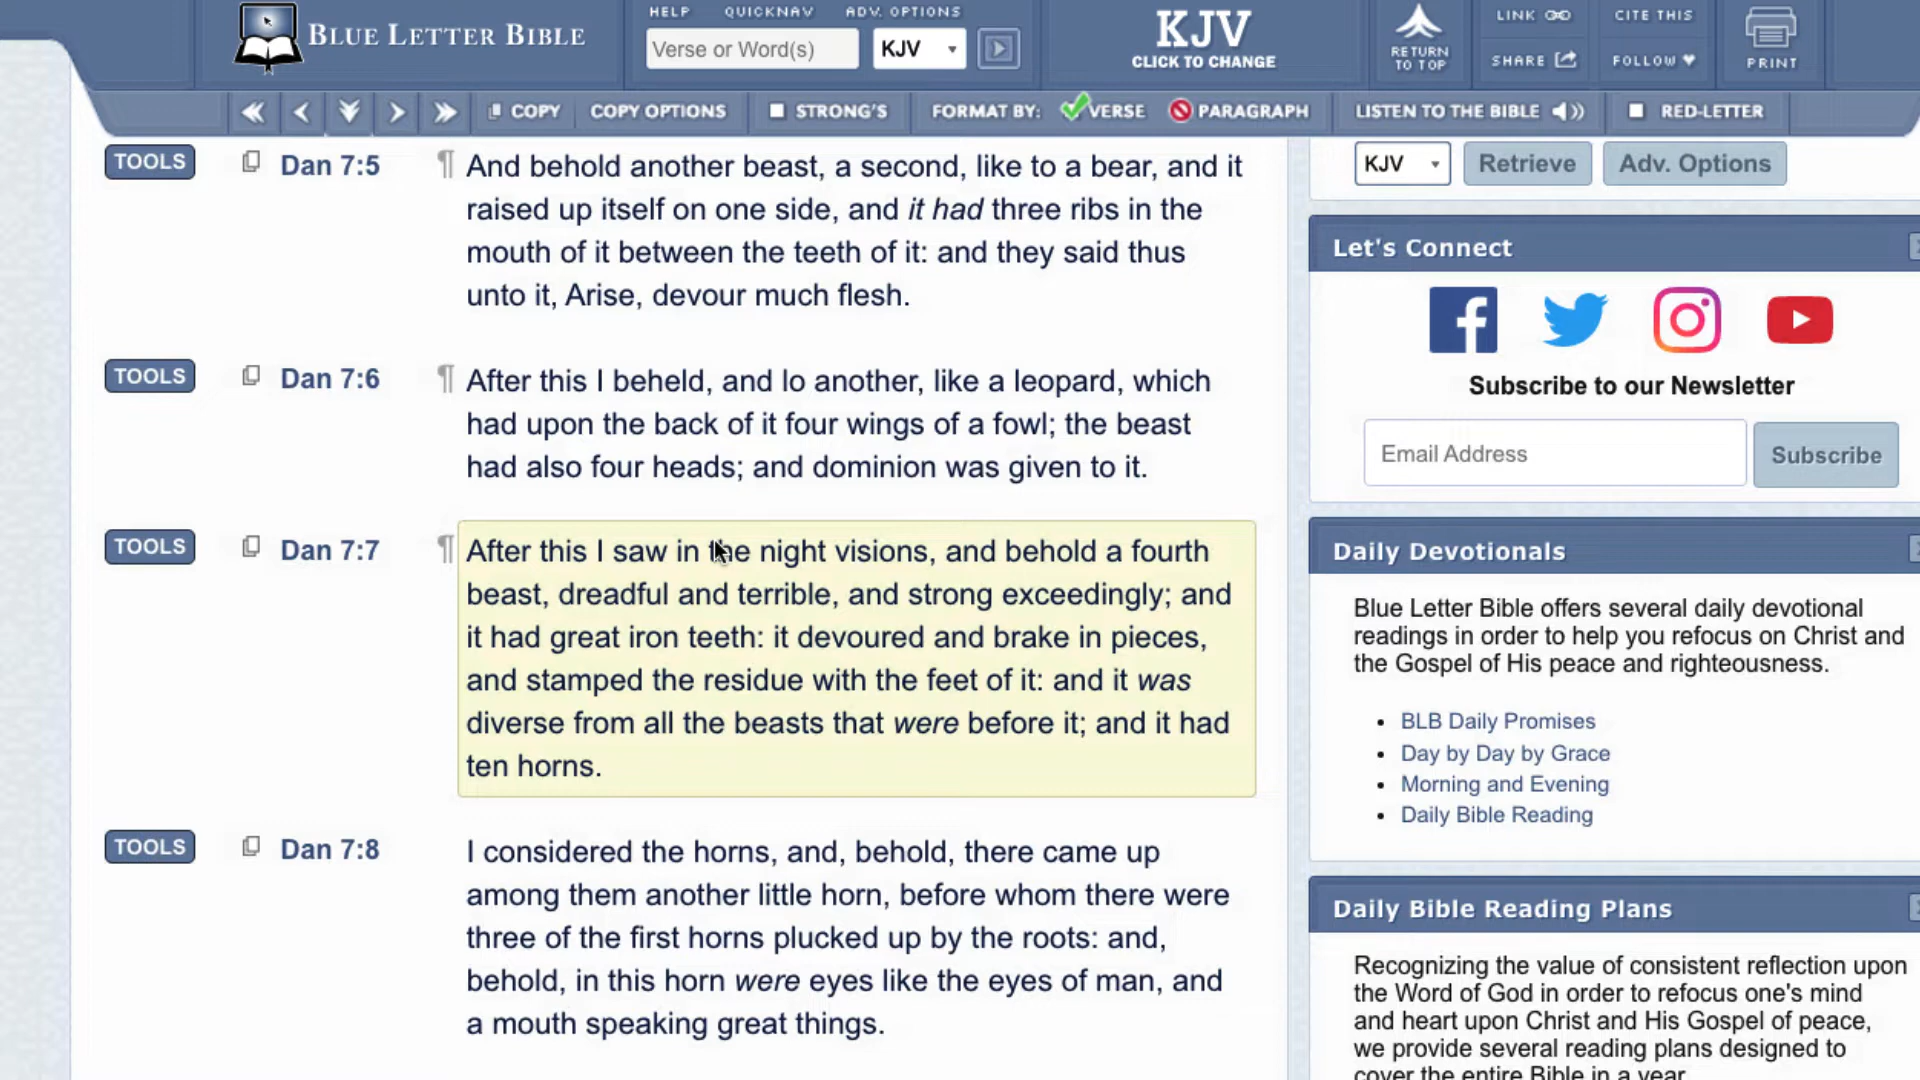 BLUE LETTER BIBLE
HELP QUICKNAV ADV. OPTIONS
Verse or Word(s) KJV
KJV
CLICK TO CHANGE
RETURN
TO TOP
LINK CITE THIS
SHARE FOLLOW
PRINT
COPY COPY OPTIONS STRONG'S FORMAT BY: VERSE PARAGRAPH LISTEN TO THE BIBLE RED-LETTER
TOOLS Dan 7:5 ¶ And behold another beast, a second, like to a bear, and it
raised up itself on one side, and it had three ribs in the
mouth of it between the teeth of it: and they said thus
unto it, Arise, devour much flesh.
TOOLS Dan 7:6 ¶ After this I beheld, and lo another, like a leopard, which
had upon the back of it four wings of a fowl; the beast
had also four heads; and dominion was given to it.
TOOLS Dan 7:7 ¶ After this I saw in the night visions, and behold a fourth
beast, dreadful and terrible, and strong exceedingly; and
it had great iron teeth: it devoured and brake in pieces,
and stamped the residue with the feet of it: and it was
diverse from all the beasts that were before it; and it had
ten horns.
TOOLS Dan 7:8 I considered the horns, and, behold, there came up
among them another little horn, before whom there were
three of the first horns plucked up by the roots: and,
behold, in this horn were eyes like the eyes of man, and
a mouth speaking great things.
KJV Retrieve Adv. Options
Let's Connect
Subscribe to our Newsletter
Email Address Subscribe
Daily Devotionals
Blue Letter Bible offers several daily devotional
readings in order to help you refocus on Christ and
the Gospel of His peace and righteousness.
• BLB Daily Promises
• Day by Day by Grace
• Morning and Evening
• Daily Bible Reading
Daily Bible Reading Plans
Recognizing the value of consistent reflection upon
the Word of God in order to refocus one's mind
and heart upon Christ and His Gospel of peace,
we provide several reading plans designed to
cover the entire Bible in a year.